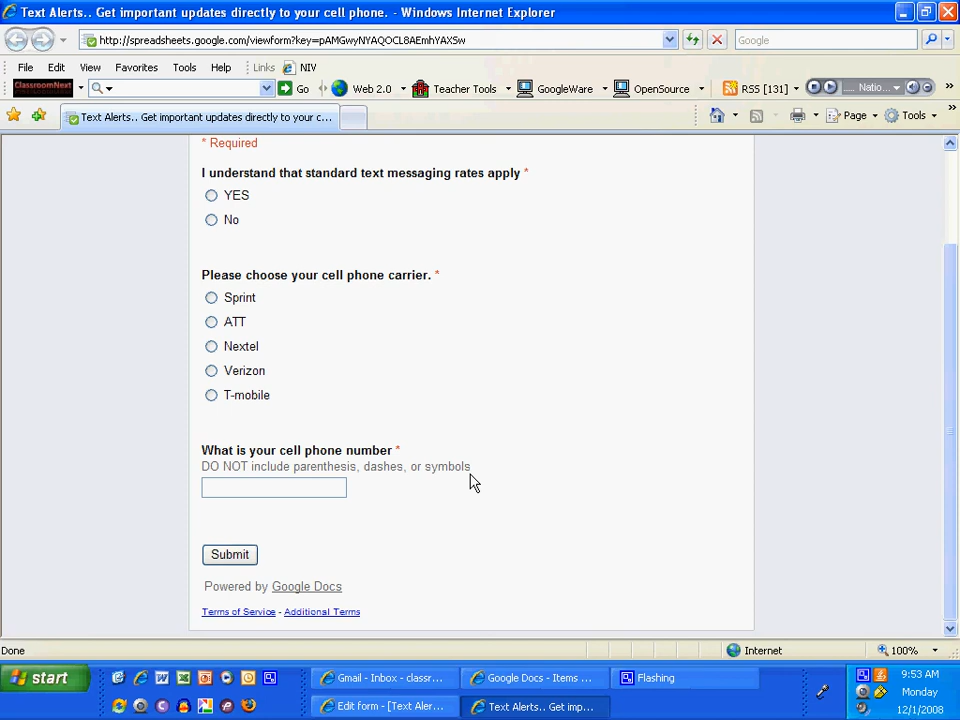 Text Alerts.. Get important updates directly to your cell phone. - Windows Internet Explorer
http://spreadsheets.google.com/viewform?key=pAMGwyNYAQOCL8AEmhYAXSw
Google
File Edit View Favorites Tools Help Links NIV
ClassroomNext Go Web 2.0 Teacher Tools GoogleWare OpenSource RSS [131] .... Natio...
Text Alerts.. Get important updates directly to your c...
Page Tools
* Required
I understand that standard text messaging rates apply *
YES
No
Please choose your cell phone carrier. *
Sprint
ATT
Nextel
Verizon
T-mobile
What is your cell phone number *
DO NOT include parenthesis, dashes, or symbols
Submit
Powered by Google Docs
Terms of Service - Additional Terms
Done Internet 100%
start Gmail - Inbox - classr... Google Docs - Items ... Flashing 9:53 AM
Monday
Edit form - [Text Aler... Text Alerts.. Get imp... 12/1/2008